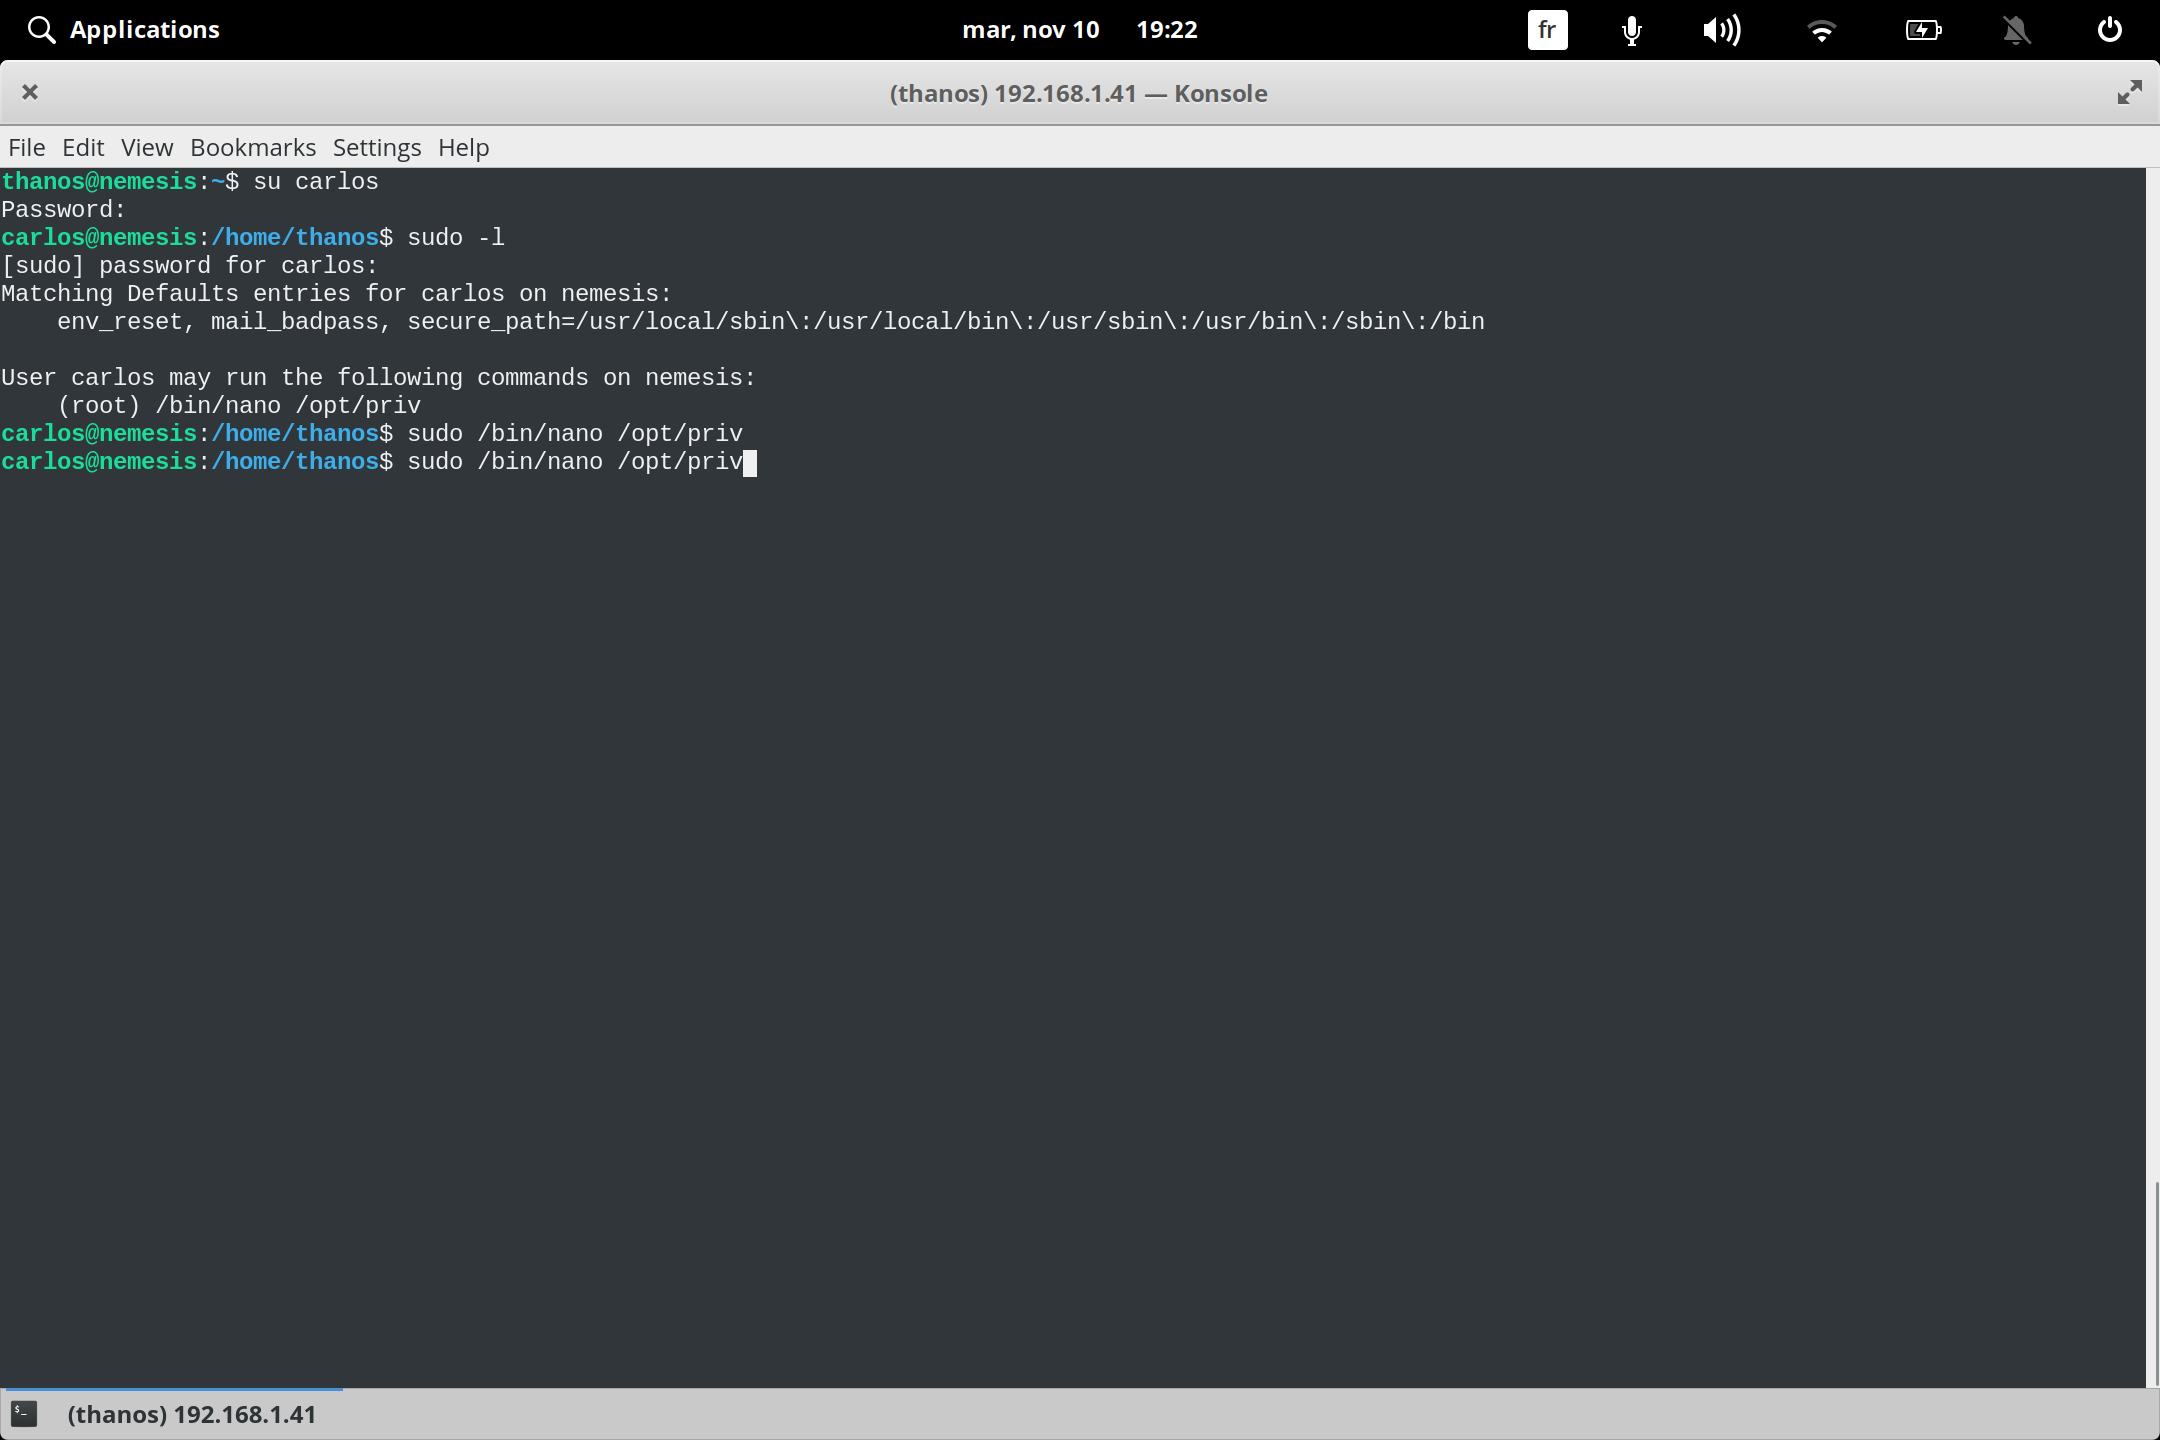 Applications
mar, nov 10 19:22
fr
(thanos) 192.168.1.41 — Konsole
File Edit View Bookmarks Settings Help
thanos@nemesis:~$ su carlos
Password:
carlos@nemesis:/home/thanos$ sudo -l
[sudo] password for carlos:
Matching Defaults entries for carlos on nemesis:
    env_reset, mail_badpass, secure_path=/usr/local/sbin\:/usr/local/bin\:/usr/sbin\:/usr/bin\:/sbin\:/bin

User carlos may run the following commands on nemesis:
    (root) /bin/nano /opt/priv
carlos@nemesis:/home/thanos$ sudo /bin/nano /opt/priv
carlos@nemesis:/home/thanos$ sudo /bin/nano /opt/priv
(thanos) 192.168.1.41